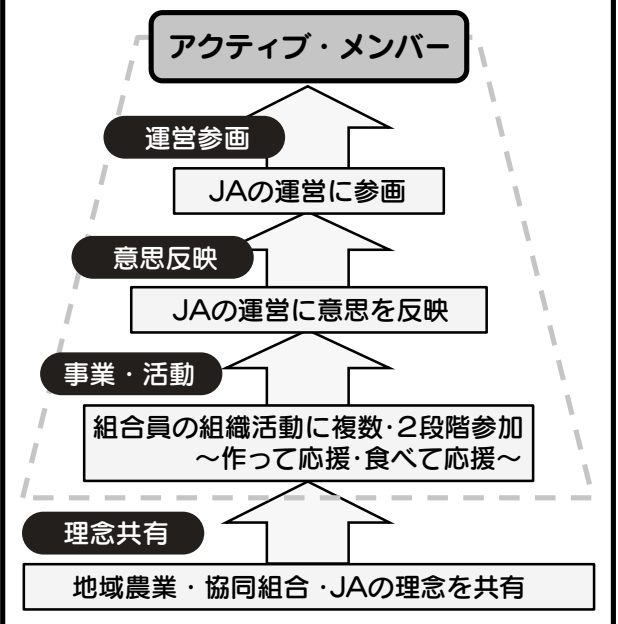 アクティブ・メンバー
運営参画
JAの運営に参画
意思反映
JAの運営に意思を反映
事業・活動
組合員の組織活動に複数・2段階参加
～作って応援・食べて応援～
理念共有
地域農業・協同組合・JAの理念を共有